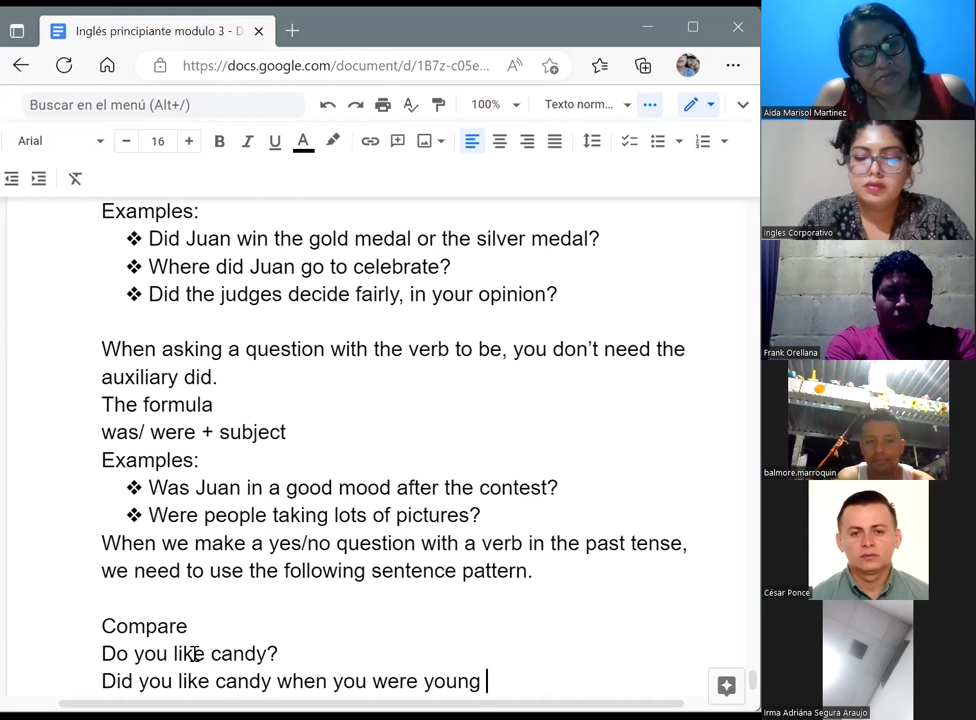 Inglés principiante modulo 3 - D
https://docs.google.com/document/d/1B7z-c05e...
Buscar en el menú (Alt+/)
100%
Texto norm...
Arial
16
Examples:
❖ Did Juan win the gold medal or the silver medal?
❖ Where did Juan go to celebrate?
❖ Did the judges decide fairly, in your opinion?
When asking a question with the verb to be, you don't need the
auxiliary did.
The formula
was/ were + subject
Examples:
❖ Was Juan in a good mood after the contest?
❖ Were people taking lots of pictures?
When we make a yes/no question with a verb in the past tense,
we need to use the following sentence pattern.
Compare
Do you like candy?
Did you like candy when you were young
Aida Marisol Martinez
Ingles Corporativo
Frank Orellana
balmore.marroquin
César Ponce
Irma Adriána Segura Araujo